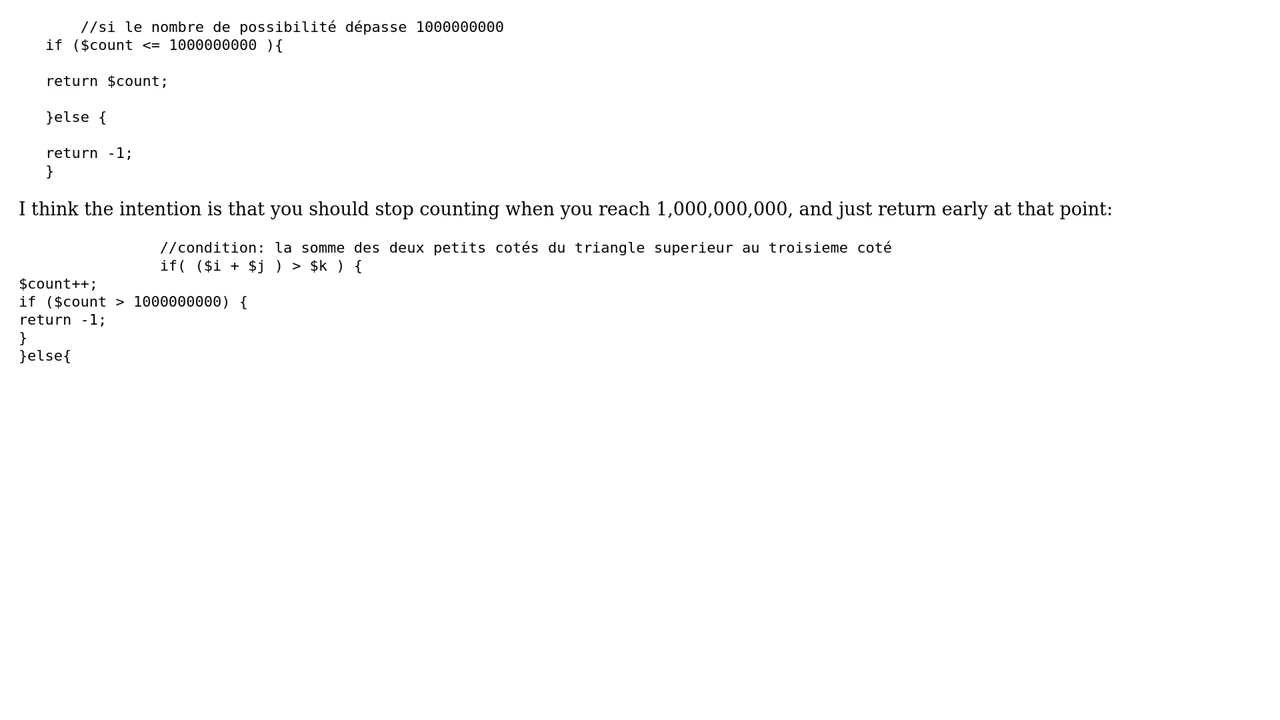 //si le nombre de possibilité dépasse 1000000000
if ($count <= 1000000000 ){
return $count;
}else {
return -1;
}
I think the intention is that you should stop counting when you reach 1,000,000,000, and just return early at that point:
//condition: la somme des deux petits cotés du triangle superieur au troisieme coté
if( ($i + $j ) > $k ) {
$count++;
if ($count > 1000000000) {
return -1;
}
}else{